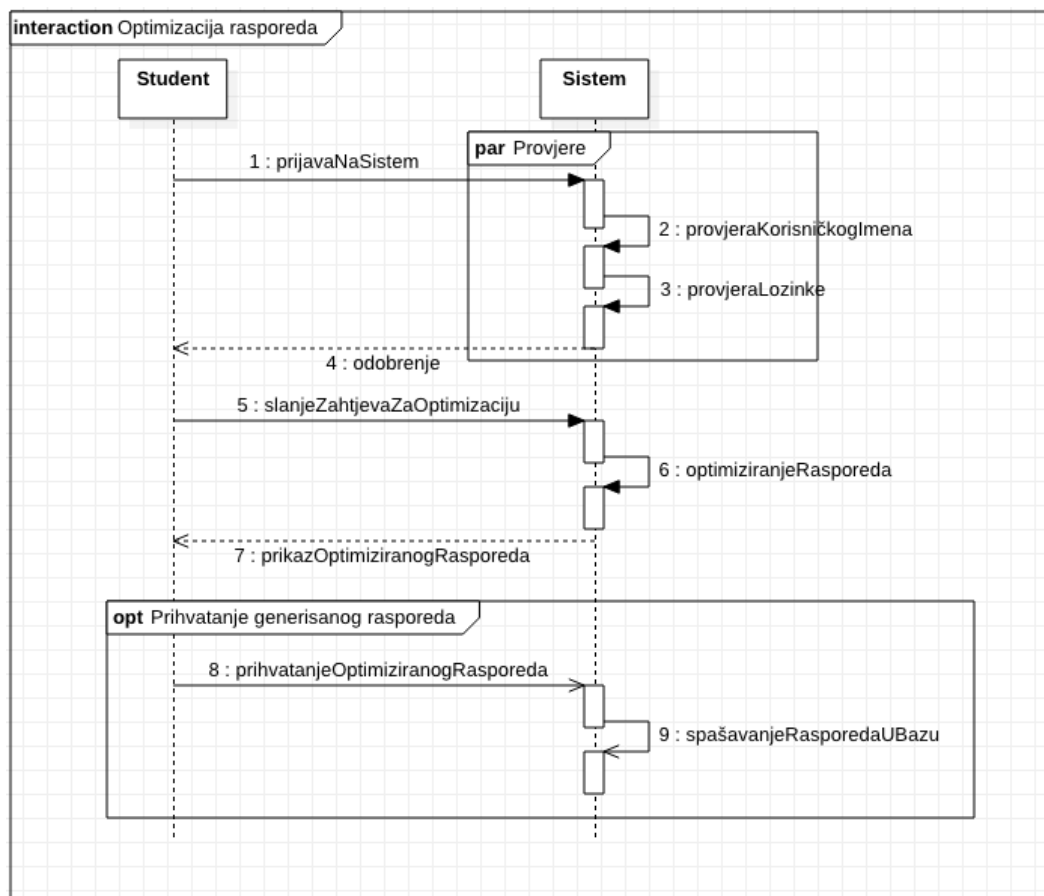 interaction Optimizacija rasporeda
Student
Sistem
par Provjere
1 : prijavaNaSistem
2 : provjeraKorisničkogImena
3 : provjeraLozinke
4 : odobrenje
5 : slanjeZahtjevaZaOptimizaciju
6 : optimiziranjeRasporeda
7 : prikazOptimiziranogRasporeda
opt Prihvatanje generisanog rasporeda
8 : prihvatanjeOptimiziranogRasporeda
9 : spašavanjeRasporedaUBazu